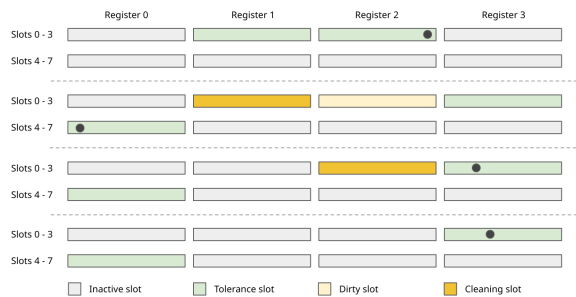 Register 0 Register 1 Register 2 Register 3
Slots 0 - 3
Slots 4 - 7
Slots 0 - 3
Slots 4 - 7
Slots 0 - 3
Slots 4 - 7
Slots 0 - 3
Slots 4 - 7
Inactive slot Tolerance slot Dirty slot Cleaning slot